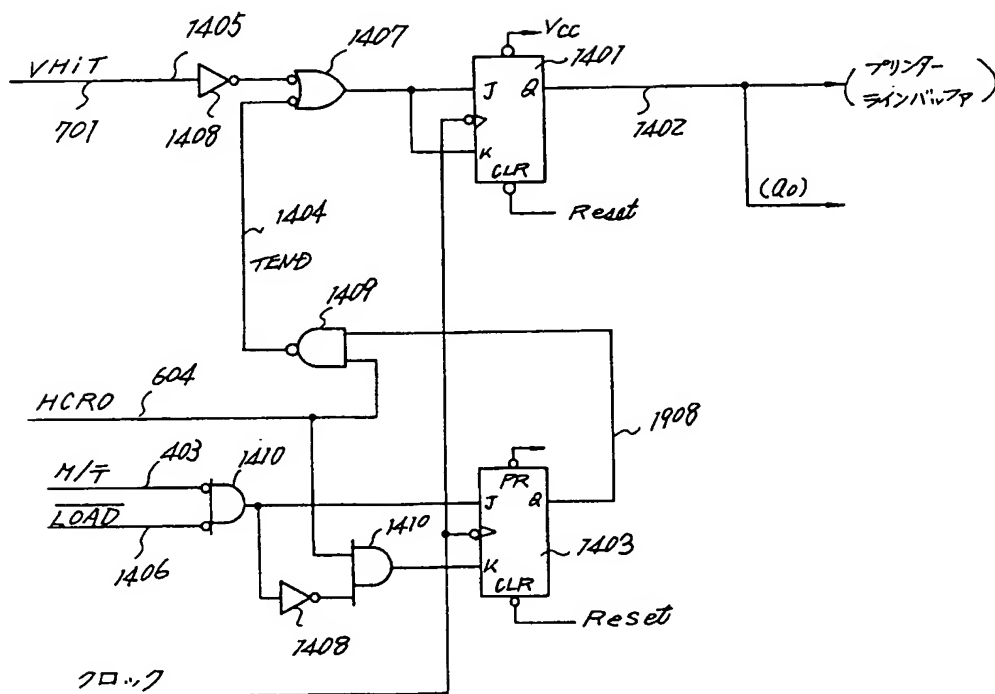 1405
VHiT
701
1408
1407
Vcc
1401
J
Q
K
CLR
Reset
1402
(プリンター
ラインバッファ)
(Q0)
1404
TEND
1409
604
HCRO
1908
M/T̅
403
1410
L̅O̅A̅D̅
1406
1410
1408
PR
J
Q
K
CLR
1403
Reset
クロック